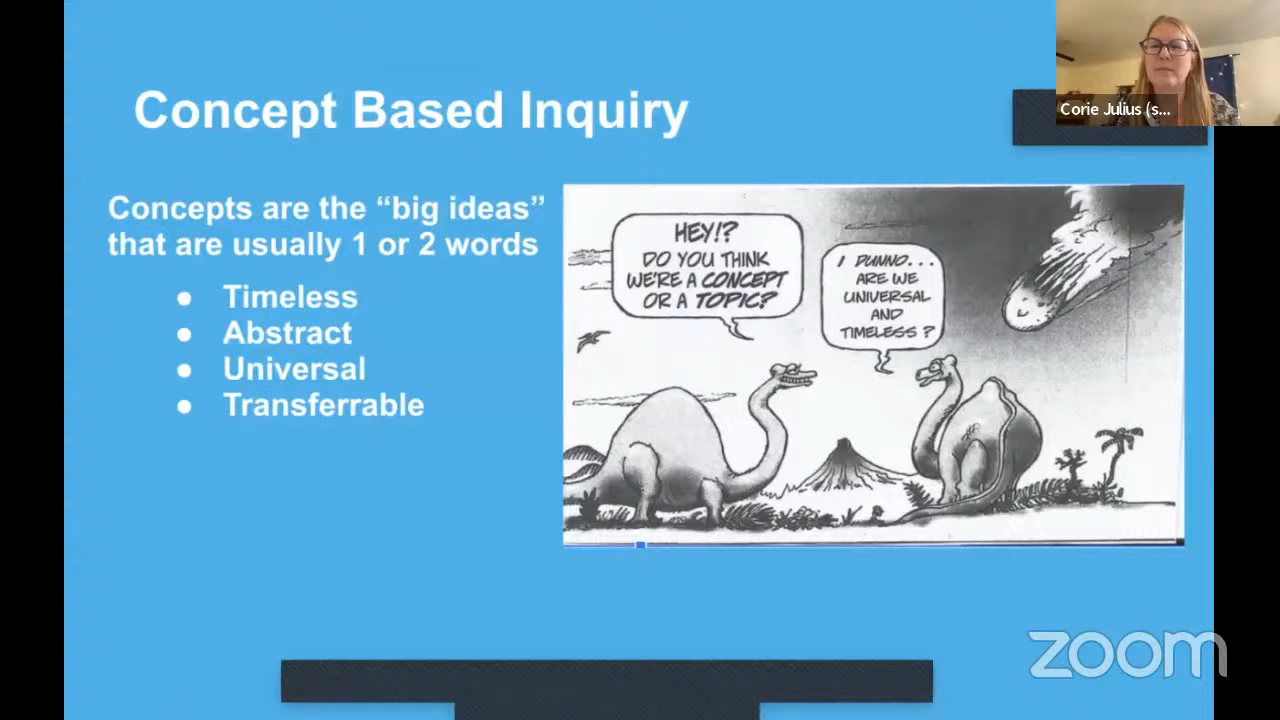 Concept Based Inquiry
Corie Julius (s...
Concepts are the “big ideas”
that are usually 1 or 2 words
● Timeless
● Abstract
● Universal
● Transferrable
HEY!?
DO YOU THINK
WE'RE A CONCEPT
OR A TOPIC?
I DUNNO...
ARE WE
UNIVERSAL
AND
TIMELESS?
zoom